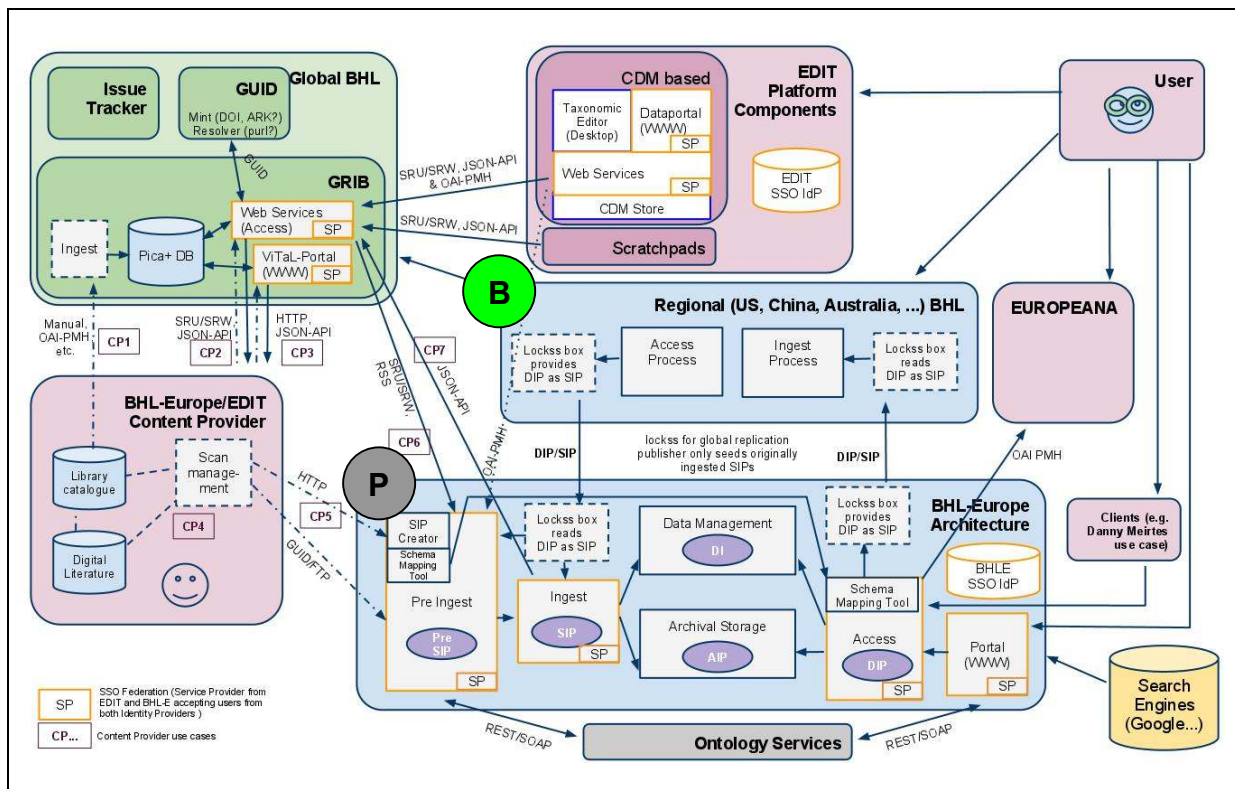 Global BHL
Issue
Tracker
GUID
Mint (DOI, ARK?)
Resolver (purl?)
GUID
GRIB
Ingest
Pica+ DB
Web Services
(Access)
SP
ViTaL-Portal
(WWW)
SP
SRU/SRW, JSON-API
& OAI-PMH
SRU/SRW, JSON-API
CDM based
Taxonomic
Editor
(Desktop)
Dataportal
(WWW)
SP
Web Services
SP
CDM Store
Scratchpads
EDIT
Platform
Components
EDIT
SSO IdP
User
Manual,
OAI-PMH
etc.
CP1
SRU/SRW,
JSON-API
CP2
HTTP,
JSON-API
CP3
CP7
JSON-API
SRU/SRW,
RSS
CP6
OAI-PMH
B
Regional (US, China, Australia, ...) BHL
Lockss box
provides
DIP as SIP
Access
Process
Ingest
Process
Lockss box
reads
DIP as SIP
EUROPEANA
BHL-Europe/EDIT
Content Provider
Library
catalogue
Scan
manage-
ment
CP4
Digital
Literature
HTTP
CP5
GUID/FTP
DIP/SIP
lockss for global replication
publisher only seeds originally
ingested SIPs
DIP/SIP
OAI PMH
P
BHL-Europe
Architecture
SIP
Creator
Schema
Mapping
Tool
Pre Ingest
Pre
SIP
SP
Lockss box
reads
DIP as SIP
Ingest
SIP
SP
Data Management
DI
Archival Storage
AIP
Lockss box
provides
DIP as SIP
Schema
Mapping Tool
Access
DIP
SP
BHLE
SSO IdP
Portal
(WWW)
SP
Clients (e.g.
Danny Meirtes
use case)
Search
Engines
(Google...)
REST/SOAP
Ontology Services
REST/SOAP
SP
SSO Federation (Service Provider from
EDIT and BHL-E accepting users from
both Identity Providers )
CP...
Content Provider use cases